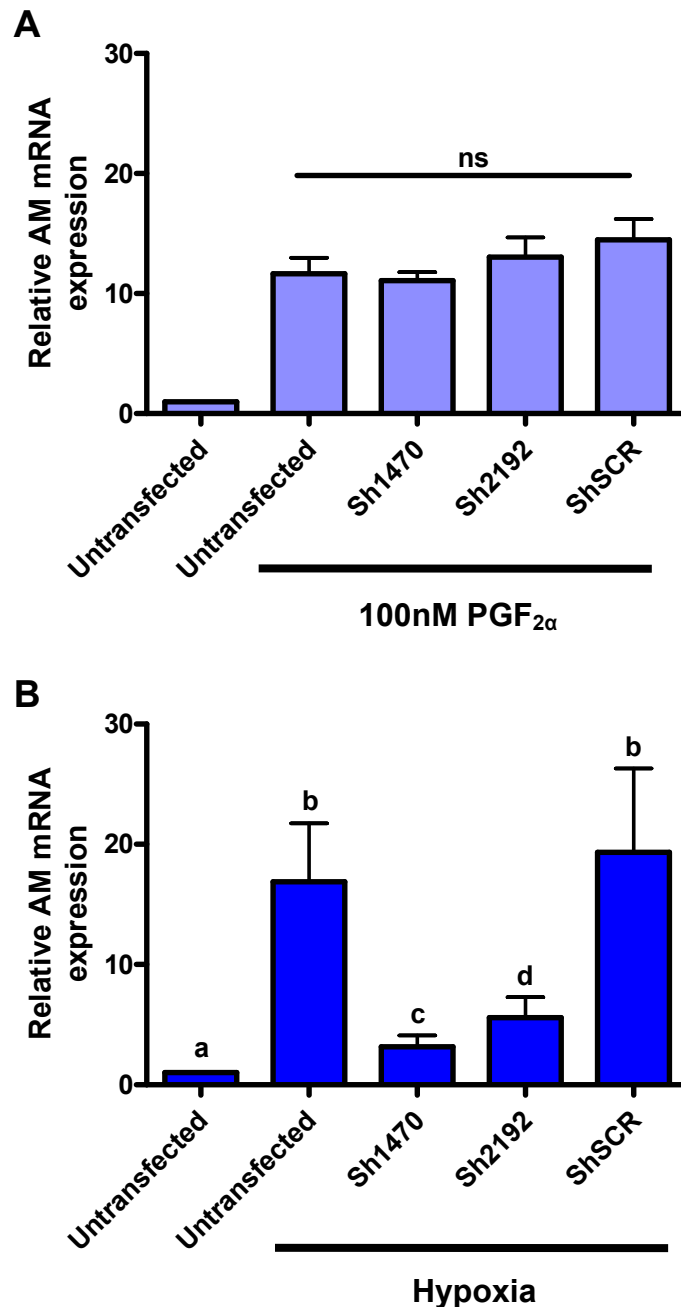 A
Relative AM mRNA
expression
30
20
10
0
ns
Untransfected
Untransfected
Sh1470
Sh2192
ShSCR
100nM PGF2α
B
Relative AM mRNA
expression
30
20
10
0
a
b
c
d
b
Untransfected
Untransfected
Sh1470
Sh2192
ShSCR
Hypoxia